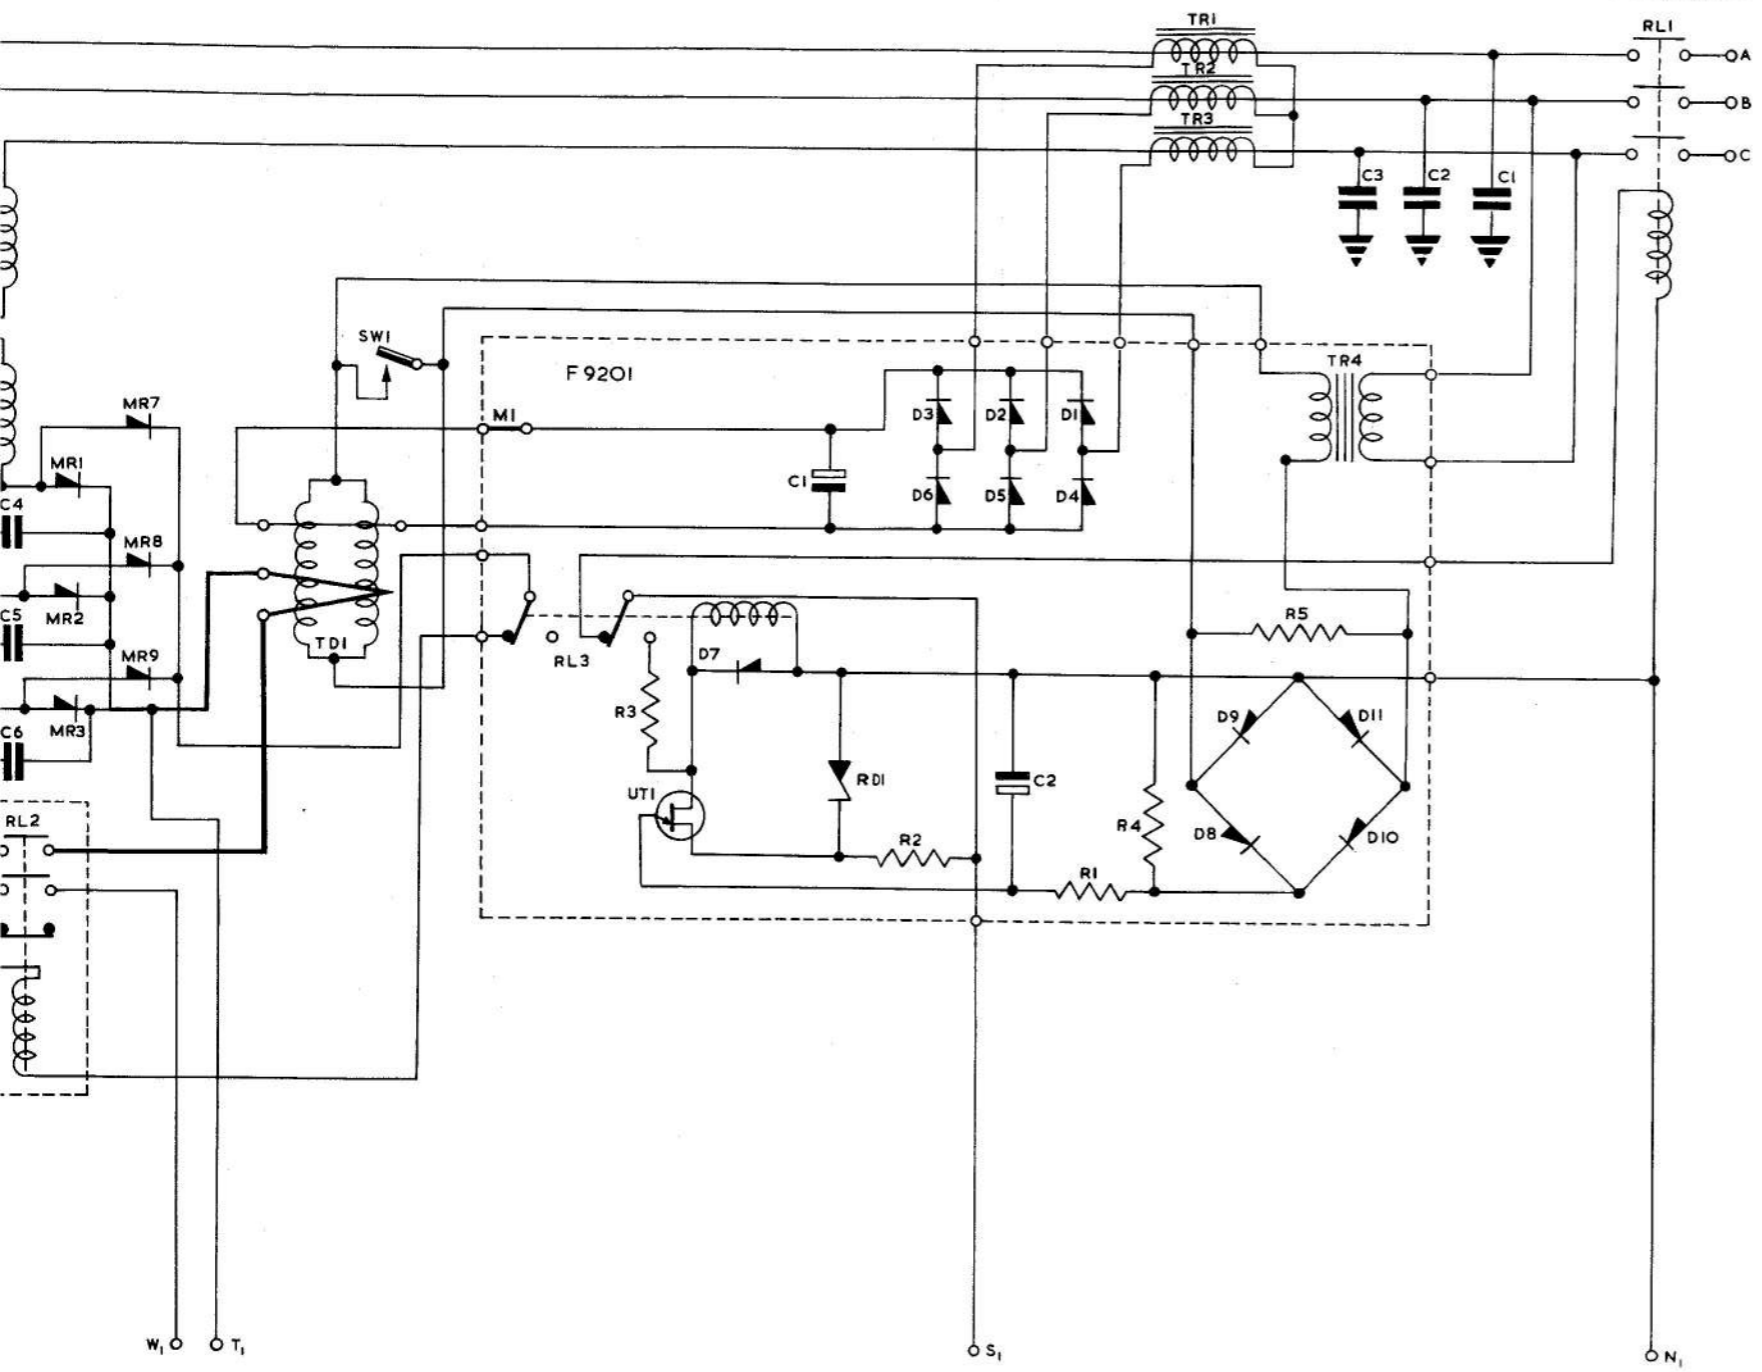 TR1
RL1
A
TR2
B
TR3
C
C3
C2
C1
SW1
F9201
TR4
MR7
M1
D3
D2
D1
MR1
C1
D6
D5
D4
C4
MR8
C5
MR2
R5
TD1
RL3
MR9
D7
R3
D9
D11
MR3
C6
RD1
C2
UT1
RL2
R4
D8
D10
R2
R1
W1
T1
S1
N1